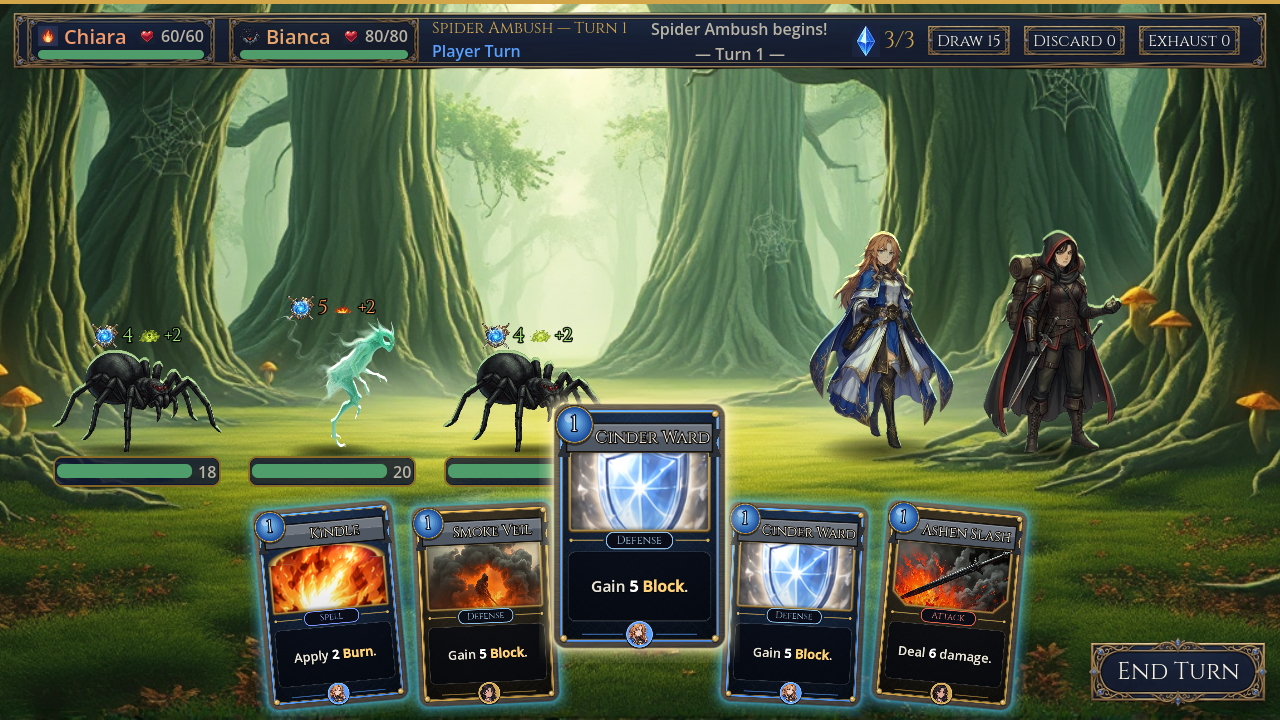 Chiara 60/60
Bianca 80/80
Spider Ambush — Turn 1
Player Turn
Spider Ambush begins!
— Turn 1 —
3/3
Draw 15
Discard 0
Exhaust 0
4 +2
5 +2
4 +2
18
20
1
Kindle
Spell
Apply 2 Burn.
1
Smoke Veil
Defense
Gain 5 Block.
1
Cinder Ward
Defense
Gain 5 Block.
1
Cinder Ward
Defense
Gain 5 Block.
1
Ashen Slash
Attack
Deal 6 damage.
End Turn